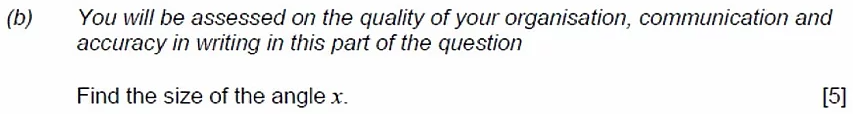 (b) You will be assessed on the quality of your organisation, communication and
accuracy in writing in this part of the question
Find the size of the angle x. [5]